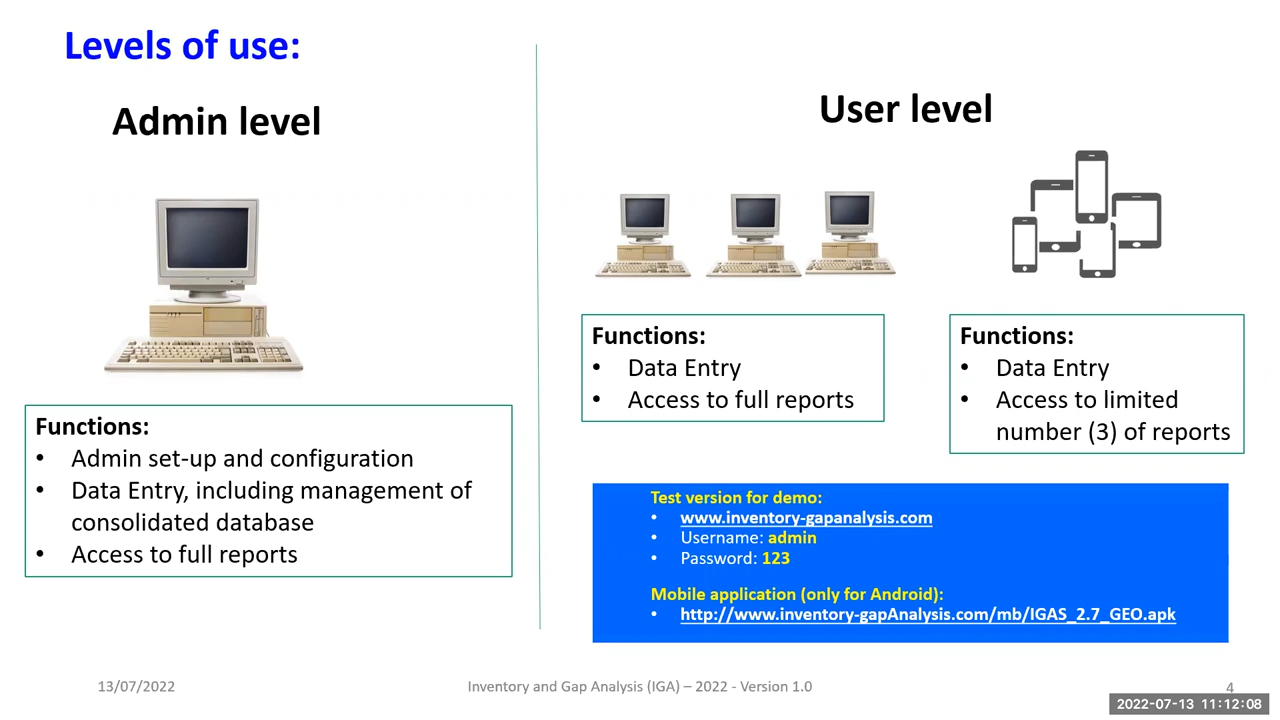 Levels of use:
Admin level
Functions:
• Admin set-up and configuration
• Data Entry, including management of
consolidated database
• Access to full reports
User level
Functions:
• Data Entry
• Access to full reports
Functions:
• Data Entry
• Access to limited
number (3) of reports
Test version for demo:
• www.inventory-gapanalysis.com
• Username: admin
• Password: 123
Mobile application (only for Android):
• http://www.inventory-gapAnalysis.com/mb/IGAS_2.7_GEO.apk
13/07/2022
Inventory and Gap Analysis (IGA) – 2022 - Version 1.0
4
2022-07-13 11:12:08